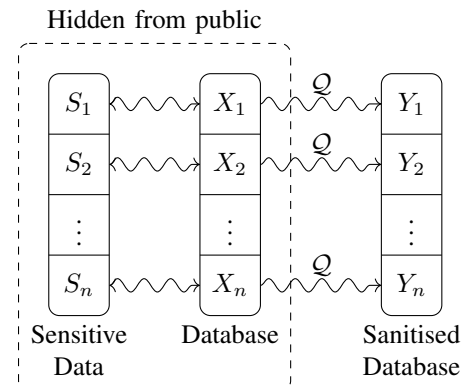 Hidden from public
S₁ X₁ 𝒬 Y₁
S₂ X₂ 𝒬 Y₂
⋮ ⋮ ⋮
Sₙ Xₙ 𝒬 Yₙ
Sensitive Data
Database
Sanitised Database